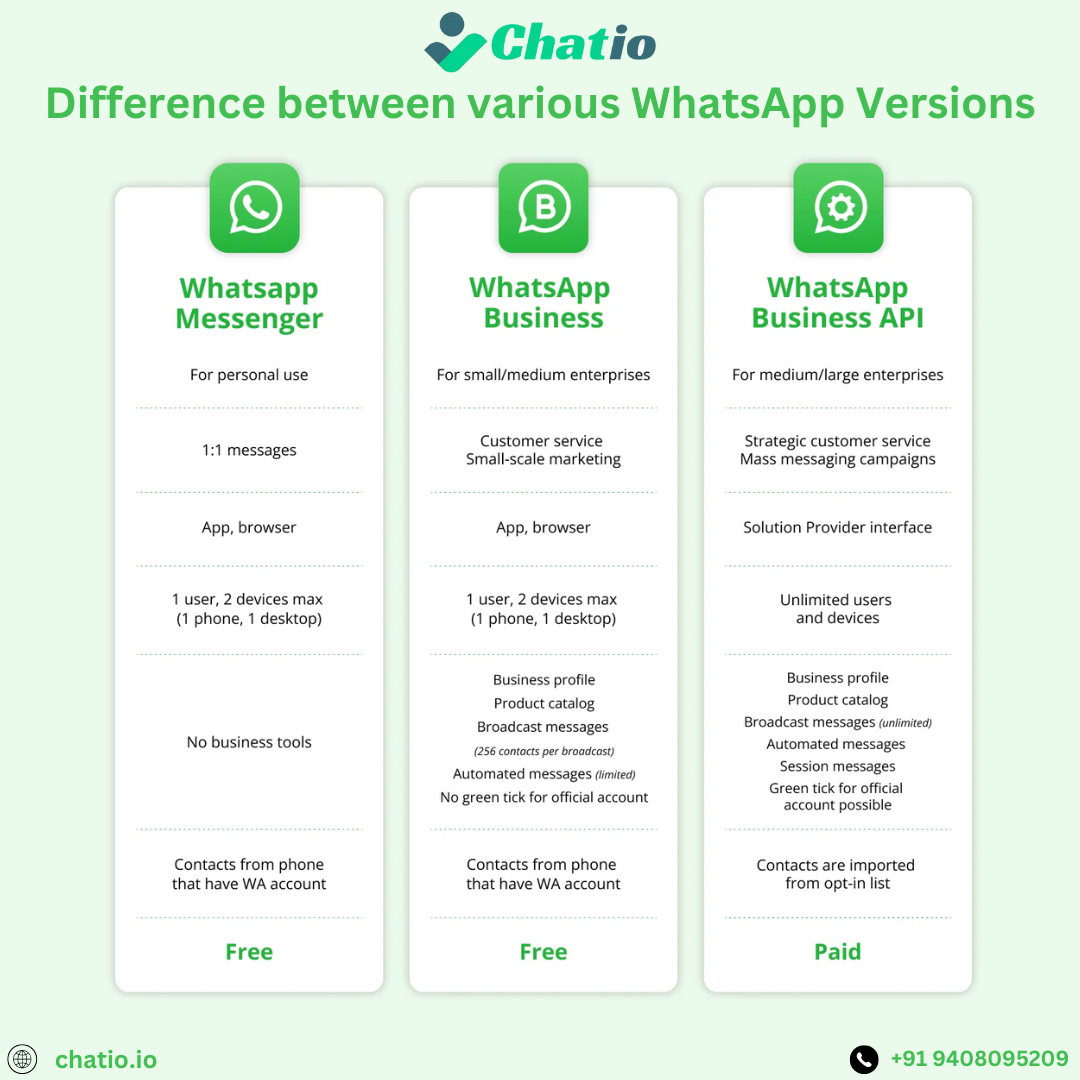 Chatio
Difference between various WhatsApp Versions
B
Whatsapp
Messenger
For personal use
1:1 messages
App, browser
1 user, 2 devices max
(1 phone, 1 desktop)
No business tools
Contacts from phone
that have WA account
Free
WhatsApp
Business
For small/medium enterprises
Customer service
Small-scale marketing
App, browser
1 user, 2 devices max
(1 phone, 1 desktop)
Business profile
Product catalog
Broadcast messages
(256 contacts per broadcast)
Automated messages (limited)
No green tick for official account
Contacts from phone
that have WA account
Free
WhatsApp
Business API
For medium/large enterprises
Strategic customer service
Mass messaging campaigns
Solution Provider interface
Unlimited users
and devices
Business profile
Product catalog
Broadcast messages (unlimited)
Automated messages
Session messages
Green tick for official
account possible
Contacts are imported
from opt-in list
Paid
chatio.io
+91 9408095209